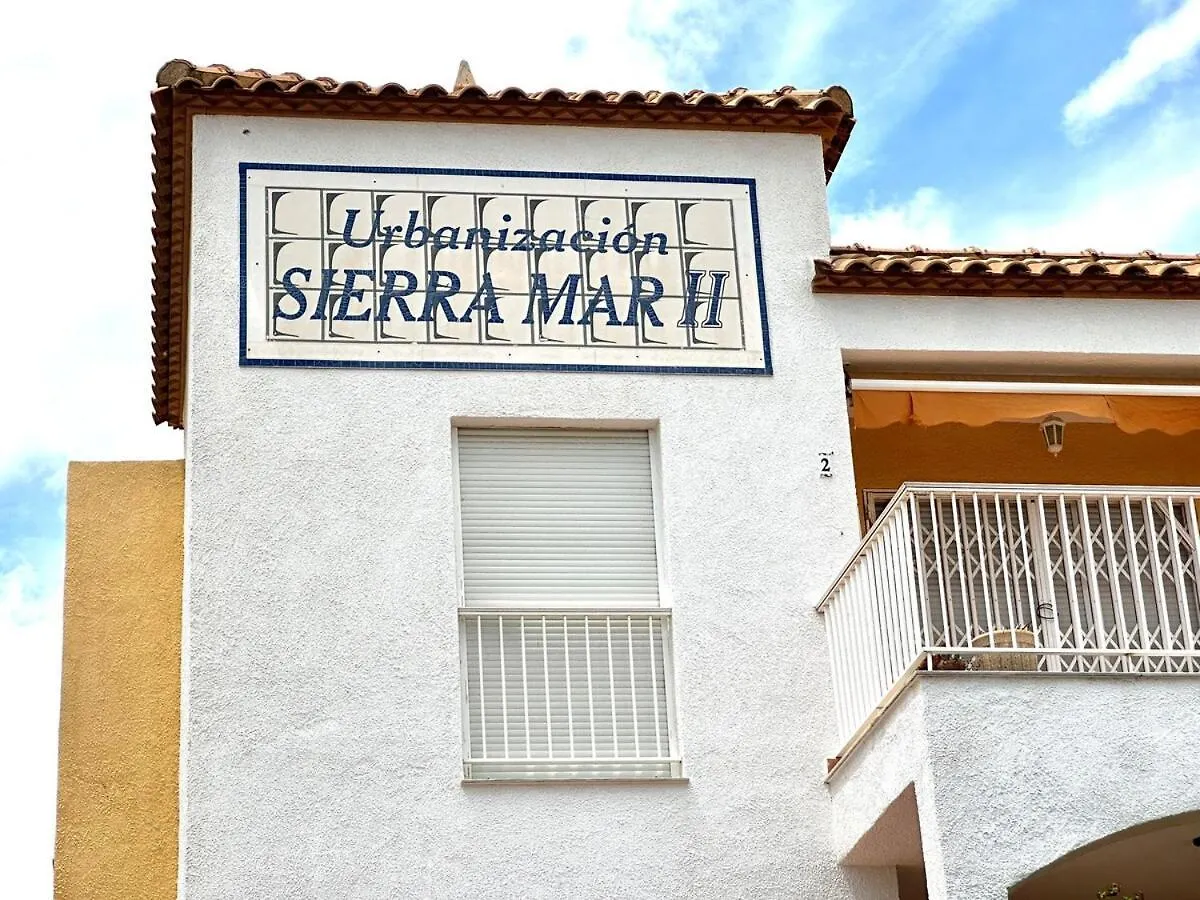 Urbanización
SIERRA MAR II
2